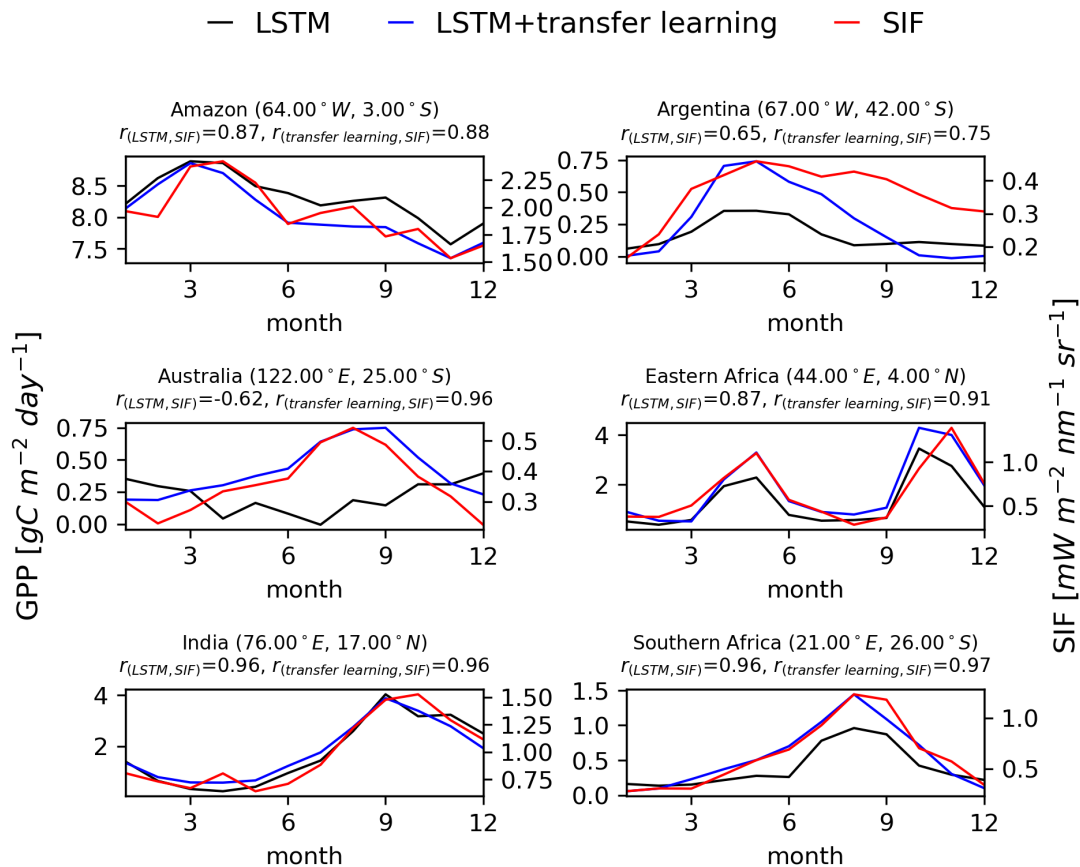 LSTM LSTM+transfer learning SIF
Amazon (64.00°W, 3.00°S)
r(LSTM,SIF)=0.87, r(transfer learning,SIF)=0.88
8.5
8.0
7.5
2.25
2.00
1.75
1.50
3 6 9 12
month
Argentina (67.00°W, 42.00°S)
r(LSTM,SIF)=0.65, r(transfer learning,SIF)=0.75
0.75
0.50
0.25
0.00
0.4
0.3
0.2
3 6 9 12
month
GPP [gC m−2 day−1]
SIF [mW m−2 nm−1 sr−1]
Australia (122.00°E, 25.00°S)
r(LSTM,SIF)=-0.62, r(transfer learning,SIF)=0.96
0.75
0.50
0.25
0.00
0.5
0.4
0.3
3 6 9 12
month
Eastern Africa (44.00°E, 4.00°N)
r(LSTM,SIF)=0.87, r(transfer learning,SIF)=0.91
4
2
1.0
0.5
3 6 9 12
month
India (76.00°E, 17.00°N)
r(LSTM,SIF)=0.96, r(transfer learning,SIF)=0.96
4
2
1.50
1.25
1.00
0.75
3 6 9 12
month
Southern Africa (21.00°E, 26.00°S)
r(LSTM,SIF)=0.96, r(transfer learning,SIF)=0.97
1.5
1.0
0.5
0.0
1.0
0.5
3 6 9 12
month